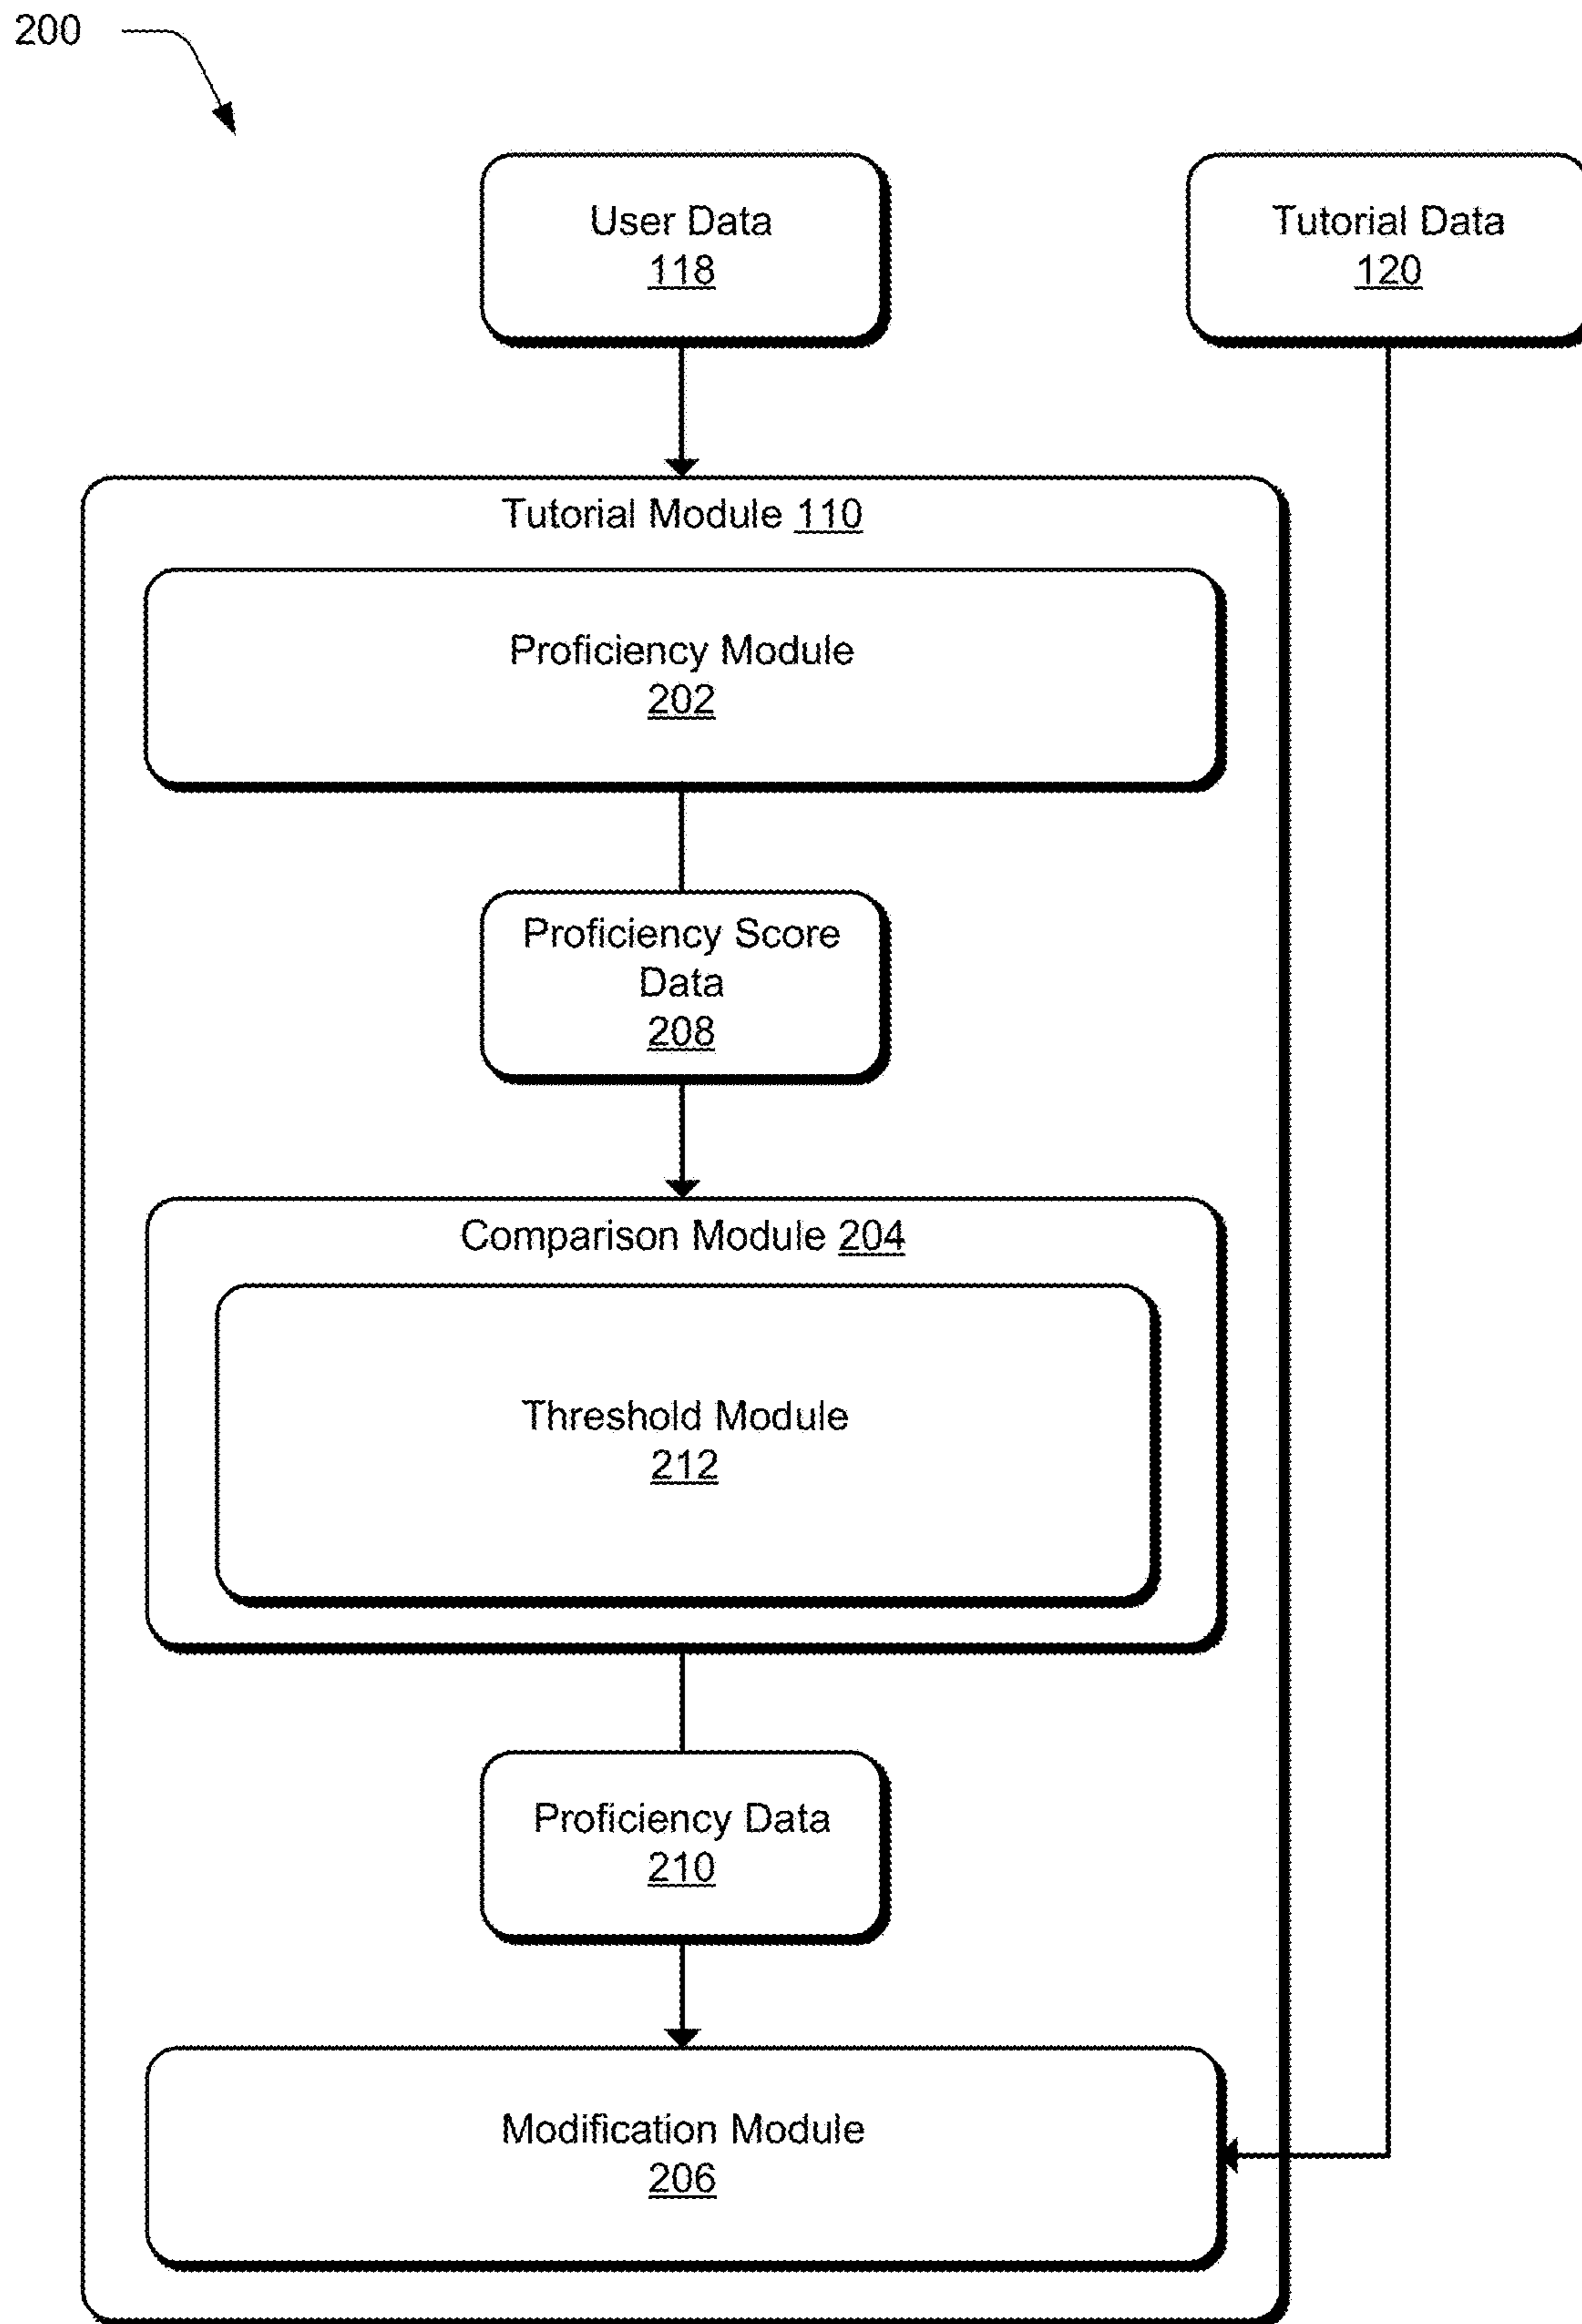 200
User Data
118
Tutorial Data
120
Tutorial Module 110
Proficiency Module
202
Proficiency Score
Data
208
Comparison Module 204
Threshold Module
212
Proficiency Data
210
Modification Module
206